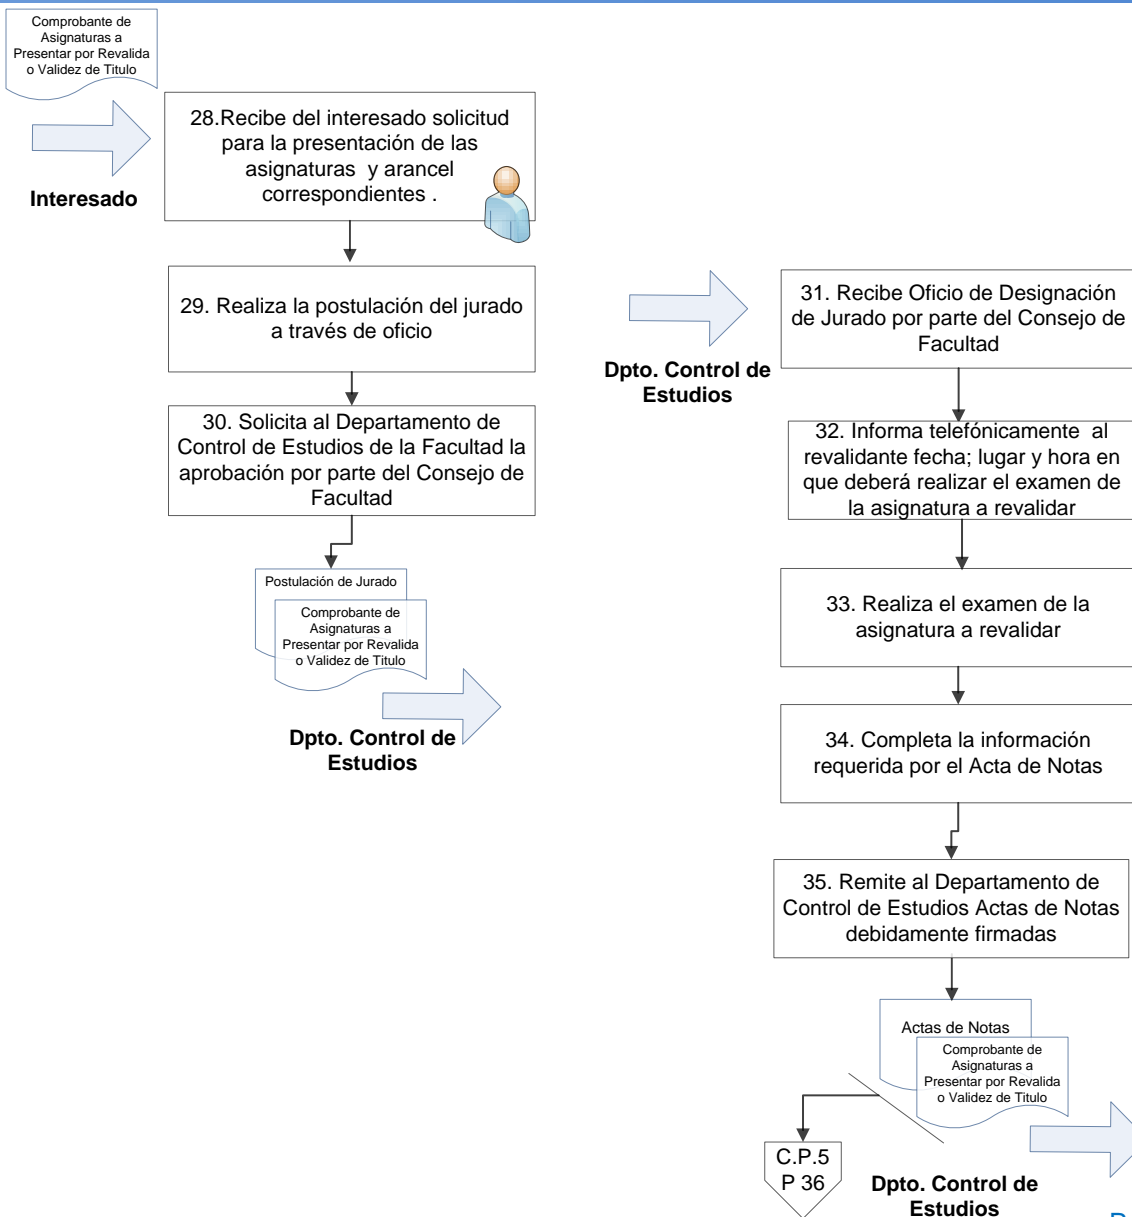 Comprobante de
Asignaturas a
Presentar por Revalida
o Validez de Titulo
Interesado
28.Recibe del interesado solicitud
para la presentación de las
asignaturas y arancel
correspondientes .
29. Realiza la postulación del jurado
a través de oficio
30. Solicita al Departamento de
Control de Estudios de la Facultad la
aprobación por parte del Consejo de
Facultad
Postulación de Jurado
Comprobante de
Asignaturas a
Presentar por Revalida
o Validez de Titulo
Dpto. Control de
Estudios
Dpto. Control de
Estudios
31. Recibe Oficio de Designación
de Jurado por parte del Consejo de
Facultad
32. Informa telefónicamente al
revalidante fecha; lugar y hora en
que deberá realizar el examen de
la asignatura a revalidar
33. Realiza el examen de la
asignatura a revalidar
34. Completa la información
requerida por el Acta de Notas
35. Remite al Departamento de
Control de Estudios Actas de Notas
debidamente firmadas
Actas de Notas
Comprobante de
Asignaturas a
Presentar por Revalida
o Validez de Titulo
C.P.5
P 36
Dpto. Control de
Estudios